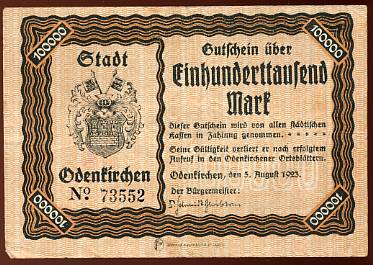 100000
100000
Stadt
Odenkirchen
No 73552
Gutschein über
Einhunderttausend
Mark
Dieser Gutschein wird von allen städtischen
Kassen in Zahlung genommen.
Seine Gültigkeit verliert er nach erfolgtem
Aufruf in den Odenkirchener Ortsblättern.
Odenkirchen, den 5. August 1923.
Der Bürgermeister:
100000
100000